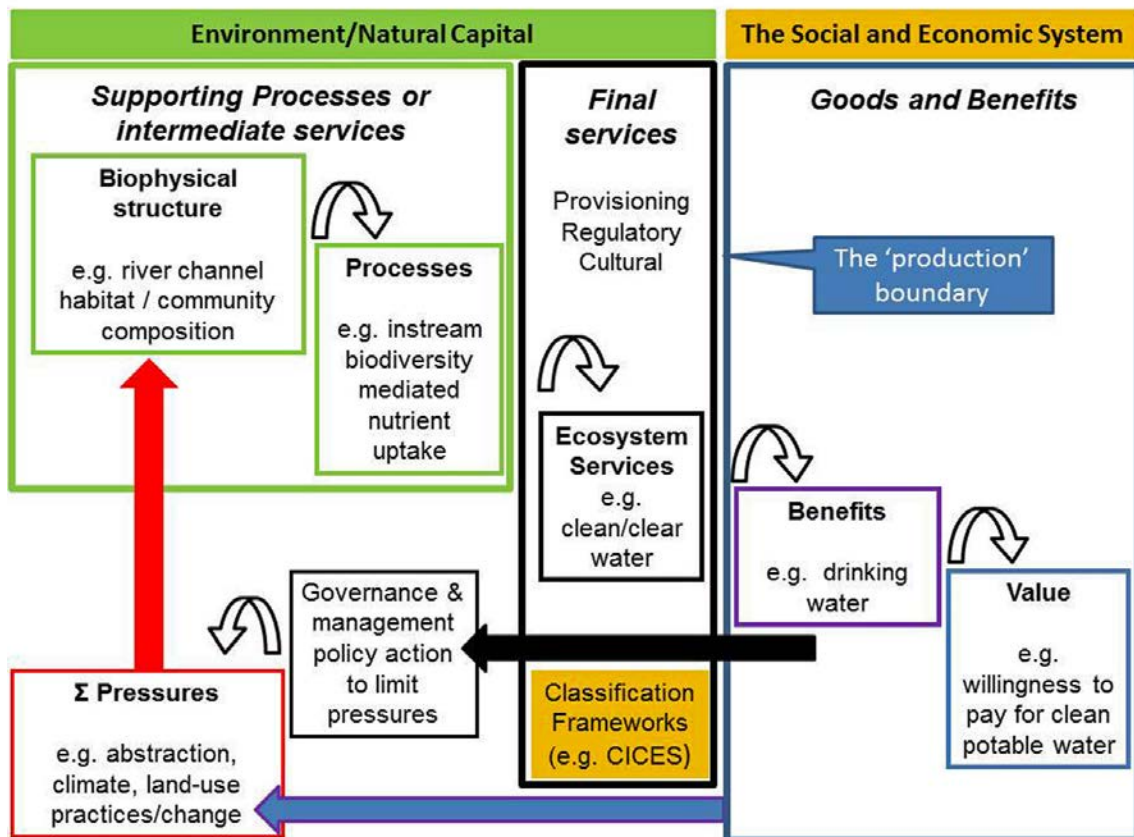 Environment/Natural Capital
The Social and Economic System
Supporting Processes or
intermediate services
Biophysical
structure
e.g. river channel
habitat / community
composition
Processes
e.g. instream
biodiversity
mediated
nutrient
uptake
Final
services
Provisioning
Regulatory
Cultural
Ecosystem
Services
e.g.
clean/clear
water
Goods and Benefits
The ‘production’
boundary
Benefits
e.g. drinking
water
Value
e.g.
willingness to
pay for clean
potable water
Governance &
management
policy action
to limit
pressures
Classification
Frameworks
(e.g. CICES)
Σ Pressures
e.g. abstraction,
climate, land-use
practices/change